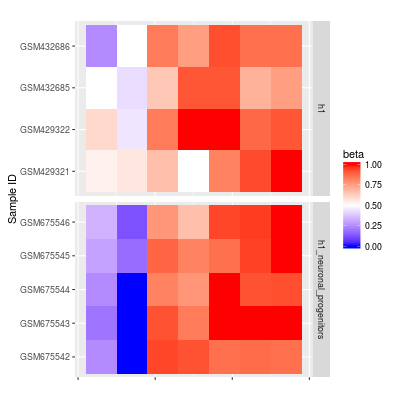 Sample ID
GSM432686
GSM432685
GSM429322
GSM429321
h1
GSM675546
GSM675545
GSM675544
GSM675543
GSM675542
h1_neuronal_progenitors
beta
1.00
0.75
0.50
0.25
0.00